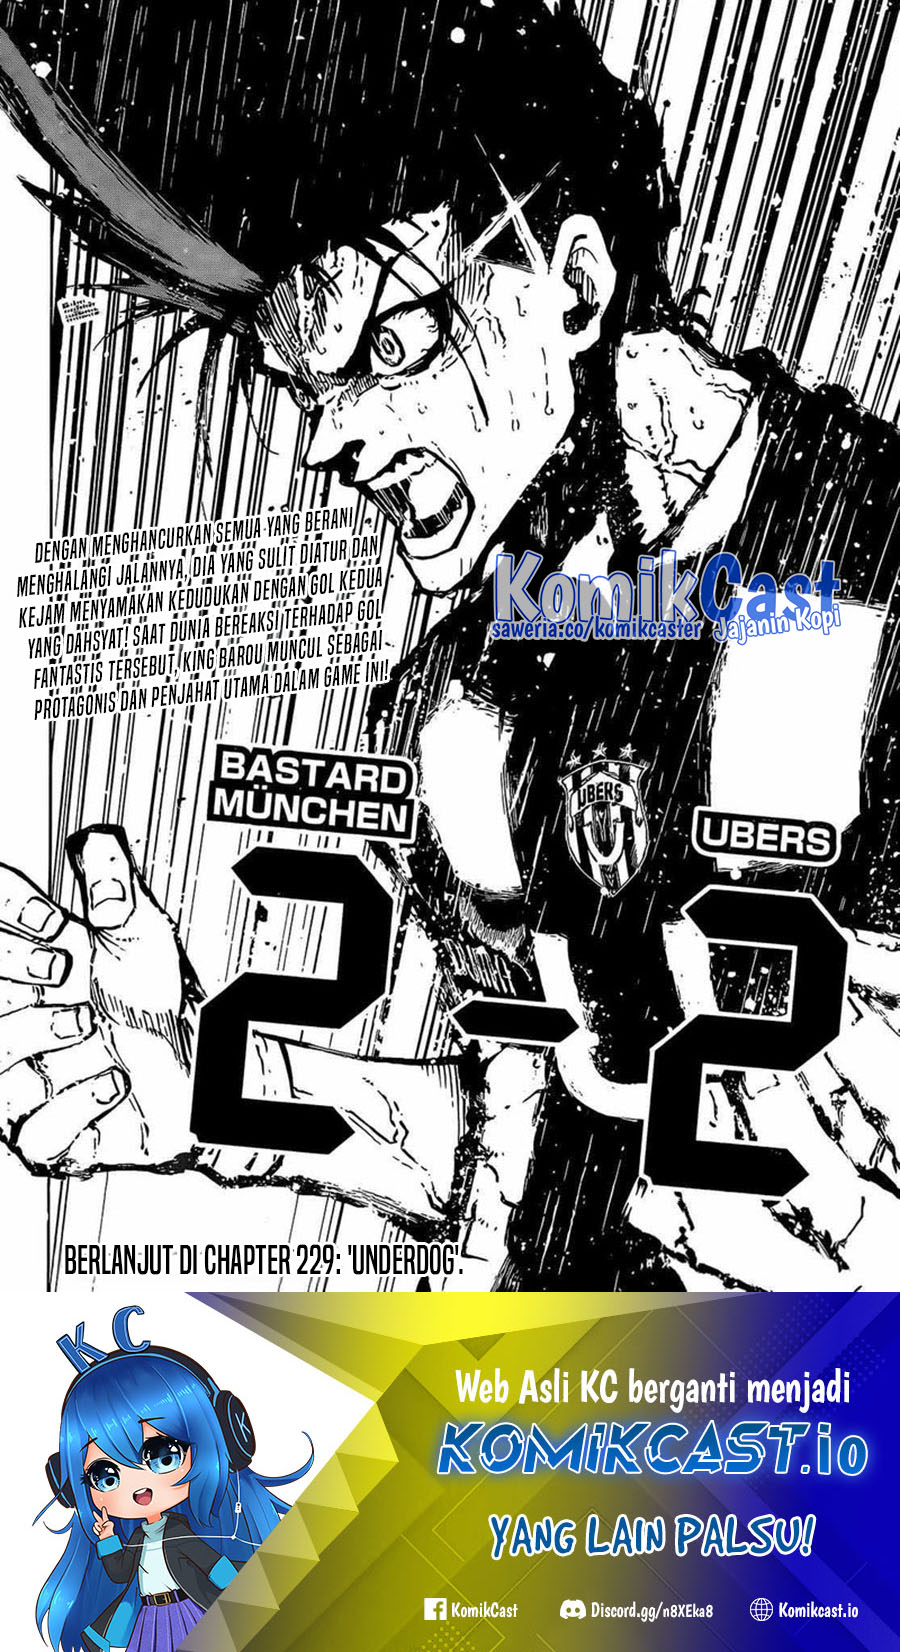 DENGAN MENGHANCURKAN SEMUA YANG BERANI
MENGHALANGI JALANNYA, DIA YANG SULIT DIATUR DAN
KEJAM MENYAMAKAN KEDUDUKAN DENGAN GOL KEDUA
YANG DAHSYAT! SAAT DUNIA BEREAKSI TERHADAP GOL
FANTASTIS TERSEBUT, KING BAROU MUNCUL SEBAGAI
PROTAGONIS DAN PENJAHAT UTAMA DALAM GAME INI!
KomikCast
saweria.co/komikcaster Jajanin Kopi
BASTARD
MÜNCHEN
UBERS
U
UBERS
2-2
BERLANJUT DI CHAPTER 229: 'UNDERDOG'.
KC
K
Web Asli KC berganti menjadi
KOMIKCAST.io
YANG LAIN PALSU!
KomikCast Discord.gg/n8XEka8 Komikcast.io